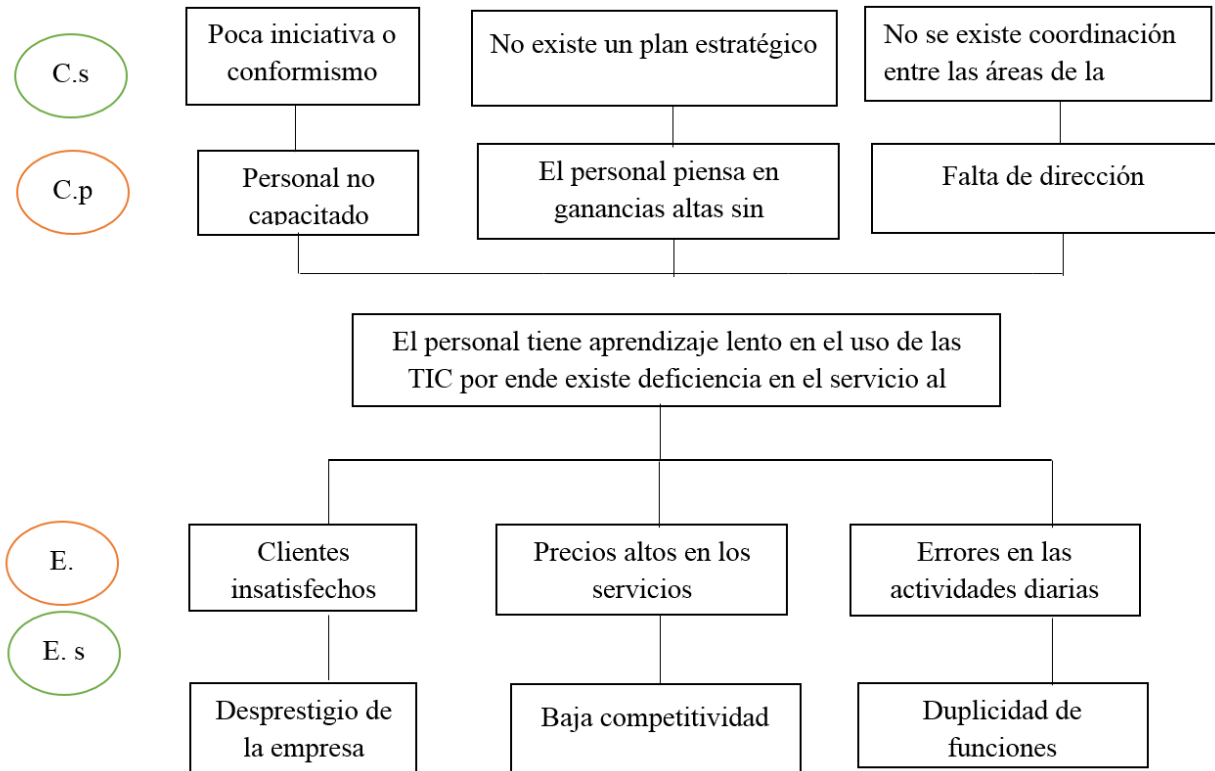 C.s
Poca iniciativa o
conformismo
No existe un plan estratégico
No se existe coordinación
entre las áreas de la
C.p
Personal no
capacitado
El personal piensa en
ganancias altas sin
Falta de dirección
El personal tiene aprendizaje lento en el uso de las
TIC por ende existe deficiencia en el servicio al
E.
Clientes
insatisfechos
Precios altos en los
servicios
Errores en las
actividades diarias
E. s
Desprestigio de
la empresa
Baja competitividad
Duplicidad de
funciones